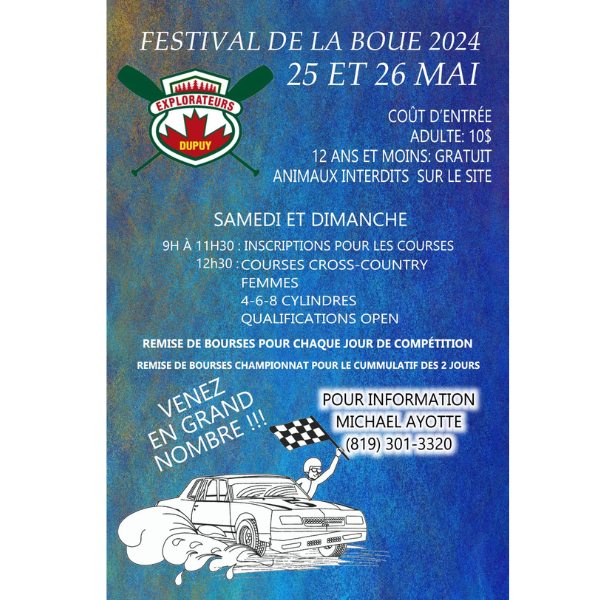 FESTIVAL DE LA BOUE 2024
25 ET 26 MAI
EXPLORATEURS
DUPUY
COÛT D'ENTRÉE
ADULTE: 10$
12 ANS ET MOINS: GRATUIT
ANIMAUX INTERDITS SUR LE SITE
SAMEDI ET DIMANCHE
9H À 11H30 : INSCRIPTIONS POUR LES COURSES
12h30 : COURSES CROSS-COUNTRY
FEMMES
4-6-8 CYLINDRES
QUALIFICATIONS OPEN
REMISE DE BOURSES POUR CHAQUE JOUR DE COMPÉTITION
REMISE DE BOURSES CHAMPIONNAT POUR LE CUMMULATIF DES 2 JOURS
VENEZ
EN GRAND
NOMBRE !!!
POUR INFORMATION
MICHAEL AYOTTE
(819) 301-3320